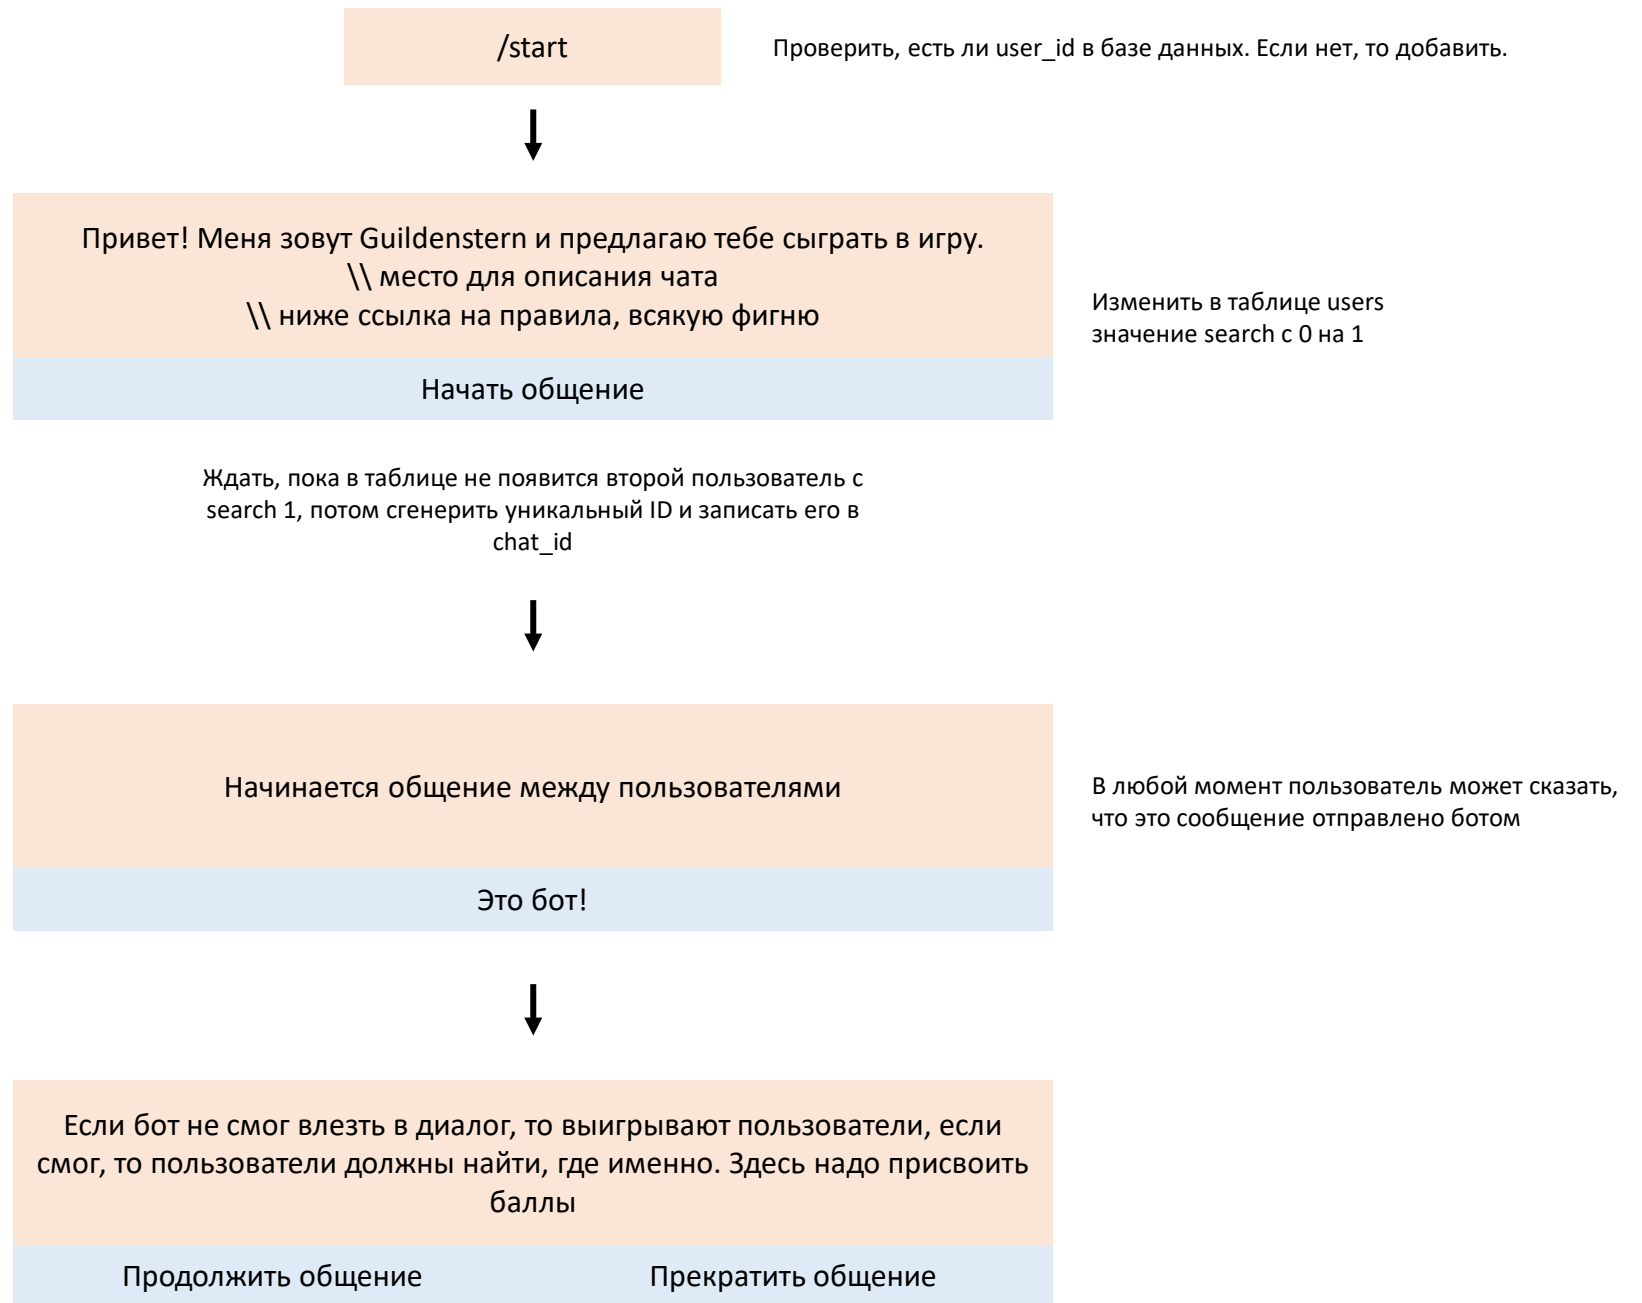 /start
Проверить, есть ли user_id в базе данных. Если нет, то добавить.
Привет! Меня зовут Guildenstern и предлагаю тебе сыграть в игру.
\\ место для описания чата
\\ ниже ссылка на правила, всякую фигню
Изменить в таблице users
значение search с 0 на 1
Начать общение
Ждать, пока в таблице не появится второй пользователь с
search 1, потом сгенерить уникальный ID и записать его в
chat_id
Начинается общение между пользователями
В любой момент пользователь может сказать,
что это сообщение отправлено ботом
Это бот!
Если бот не смог влезть в диалог, то выигрывают пользователи, если
смог, то пользователи должны найти, где именно. Здесь надо присвоить
баллы
Продолжить общение
Прекратить общение